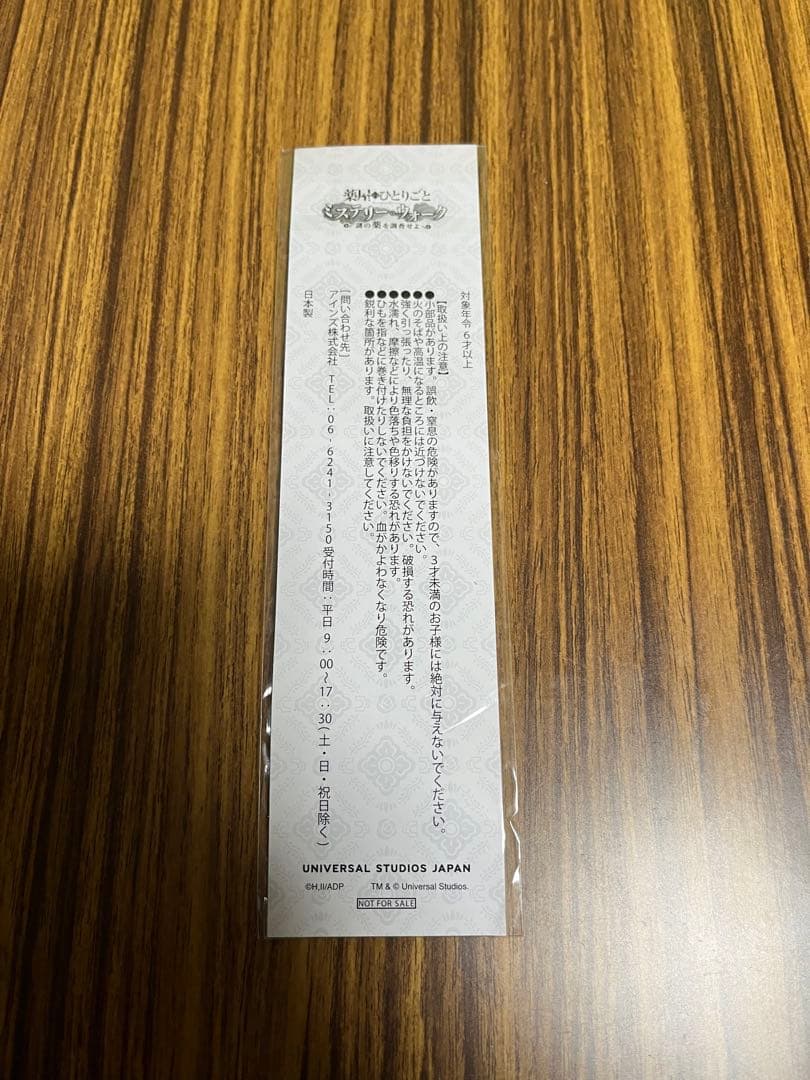 薬屋のひとりごと
ミステリー・ウォーク
謎の薬を調査せよ
対象年令 6才以上
【取扱い上の注意】
●小部品があります。誤飲・窒息の危険がありますので、3才未満のお子様には絶対に与えないでください。
●火のそばや高温になるところには近づけないでください。
●強く引っ張ったり、無理な負担をかけないでください。破損する恐れがあります。
●水濡れ、摩擦などにより色落ちや色移りする恐れがあります。
●ひもを指などに巻き付けたりしないでください。血がかよわなくなり危険です。
●鋭利な箇所があります。取扱いに注意してください。
[問い合わせ先]
アインズ株式会社 TEL:06-6241-3150 受付時間:平日 9:00~17:30(土・日・祝日除く)
日本製
UNIVERSAL STUDIOS JAPAN
©H,II/ADP TM & © Universal Studios.
NOT FOR SALE